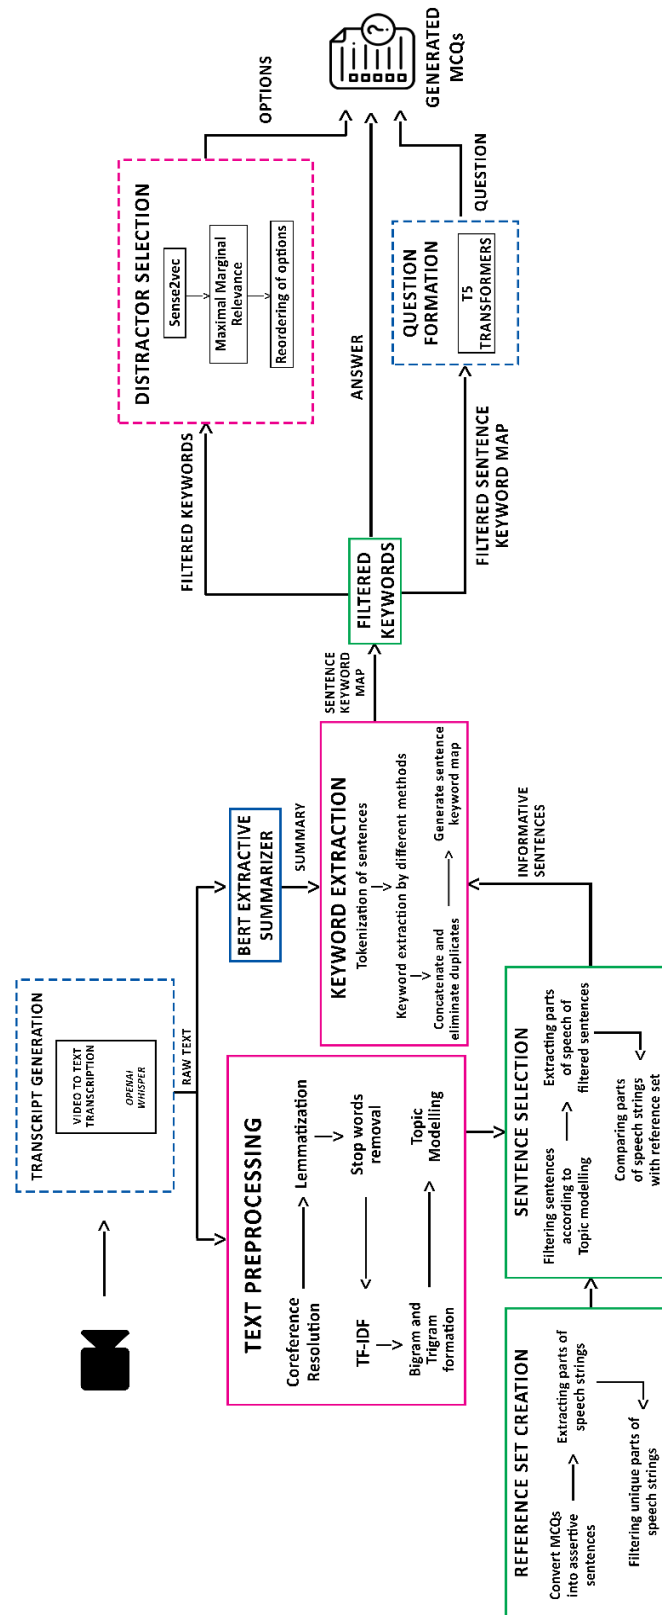 TRANSCRIPT GENERATION
VIDEO TO TEXT
TRANSCRIPTION
OPENAI
WHISPER
RAW TEXT
TEXT PREPROCESSING
Coreference
Resolution
Lemmatization
Stop words
removal
TF-IDF
Bigram and
Trigram
formation
Topic
Modelling
BERT EXTRACTIVE
SUMMARIZER
SUMMARY
REFERENCE SET CREATION
Convert MCQs
into assertive
sentences
Extracting parts of
speech strings
Filtering unique parts of
speech strings
SENTENCE SELECTION
Filtering sentences
according to
Topic modelling
Extracting parts
of speech of
filtered sentences
Comparing parts
of speech strings
with reference set
INFORMATIVE
SENTENCES
KEYWORD EXTRACTION
Tokenization of sentences
Keyword extraction by different methods
Concatenate and
eliminate duplicates
Generate sentence
keyword map
SENTENCE
KEYWORD
MAP
FILTERED
KEYWORDS
FILTERED KEYWORDS
ANSWER
FILTERED SENTENCE
KEYWORD MAP
DISTRACTOR SELECTION
Sense2vec
Maximal Marginal
Relevance
Reordering of options
OPTIONS
QUESTION
FORMATION
T5
TRANSFORMERS
QUESTION
?
GENERATED
MCQs